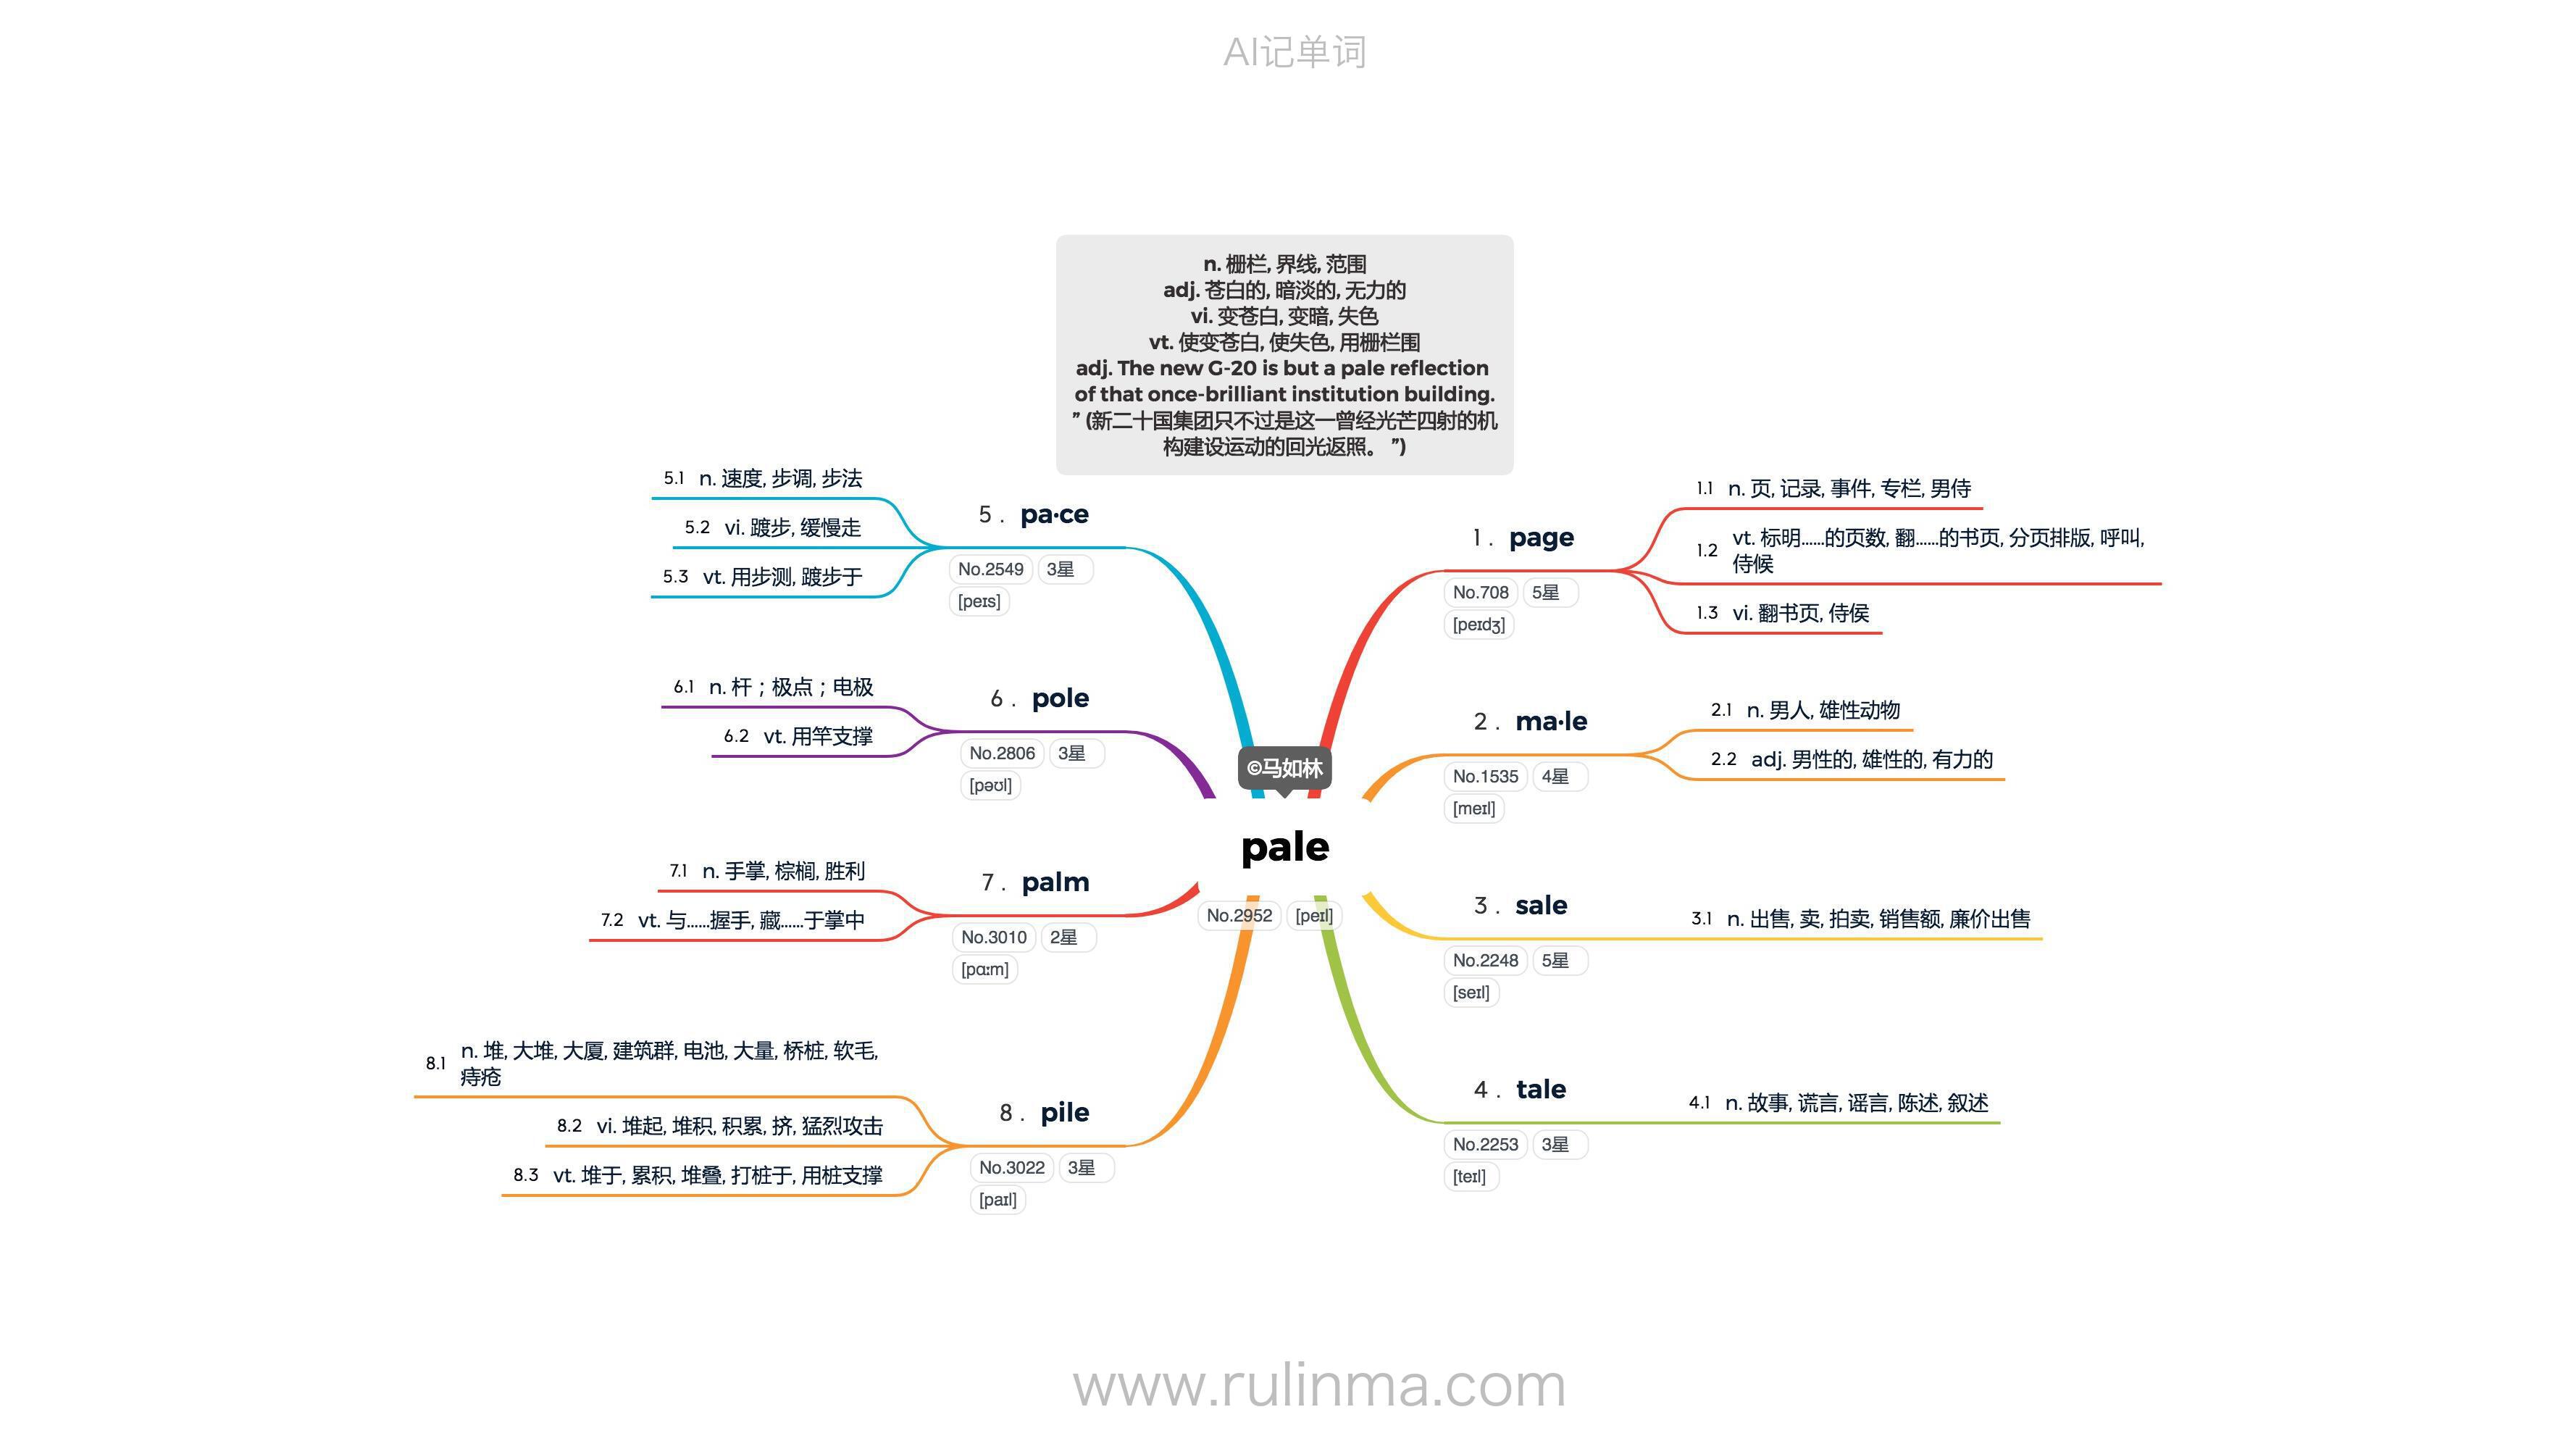 AI记单词
n. 栅栏, 界线, 范围
adj. 苍白的, 暗淡的, 无力的
vi. 变苍白, 变暗, 失色
vt. 使变苍白, 使失色, 用栅栏围
adj. The new G-20 is but a pale reflection
of that once-brilliant institution building.
” (新二十国集团只不过是这一曾经光芒四射的机
构建设运动的回光返照。 ”)
©马如林
pale
No.2952 [peɪl]
1 . page
No.708 5星
[peɪdʒ]
1.1 n. 页, 记录, 事件, 专栏, 男侍
1.2 vt. 标明......的页数, 翻......的书页, 分页排版, 呼叫,
侍候
1.3 vi. 翻书页, 侍侯
2 . ma·le
No.1535 4星
[meɪl]
2.1 n. 男人, 雄性动物
2.2 adj. 男性的, 雄性的, 有力的
3 . sale
No.2248 5星
[seɪl]
3.1 n. 出售, 卖, 拍卖, 销售额, 廉价出售
4 . tale
No.2253 3星
[teɪl]
4.1 n. 故事, 谎言, 谣言, 陈述, 叙述
5 . pa·ce
No.2549 3星
[peɪs]
5.1 n. 速度, 步调, 步法
5.2 vi. 踱步, 缓慢走
5.3 vt. 用步测, 踱步于
6 . pole
No.2806 3星
[pəʊl]
6.1 n. 杆；极点；电极
6.2 vt. 用竿支撑
7 . palm
No.3010 2星
[pɑːm]
7.1 n. 手掌, 棕榈, 胜利
7.2 vt. 与......握手, 藏......于掌中
8 . pile
No.3022 3星
[paɪl]
8.1 n. 堆, 大堆, 大厦, 建筑群, 电池, 大量, 桥桩, 软毛,
痔疮
8.2 vi. 堆起, 堆积, 积累, 挤, 猛烈攻击
8.3 vt. 堆于, 累积, 堆叠, 打桩于, 用桩支撑
www.rulinma.com